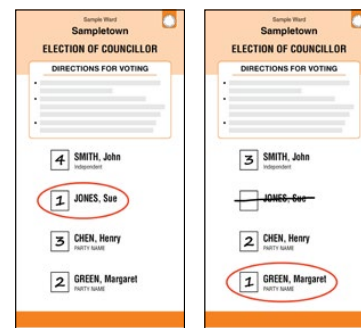 Sample Ward
Sampletown
ELECTION OF COUNCILLOR
DIRECTIONS FOR VOTING
4 SMITH, John
Independent
1 JONES, Sue
3 CHEN, Henry
PARTY NAME
2 GREEN, Margaret
PARTY NAME
Sample Ward
Sampletown
ELECTION OF COUNCILLOR
DIRECTIONS FOR VOTING
3 SMITH, John
Independent
JONES, Sue
2 CHEN, Henry
PARTY NAME
1 GREEN, Margaret
PARTY NAME